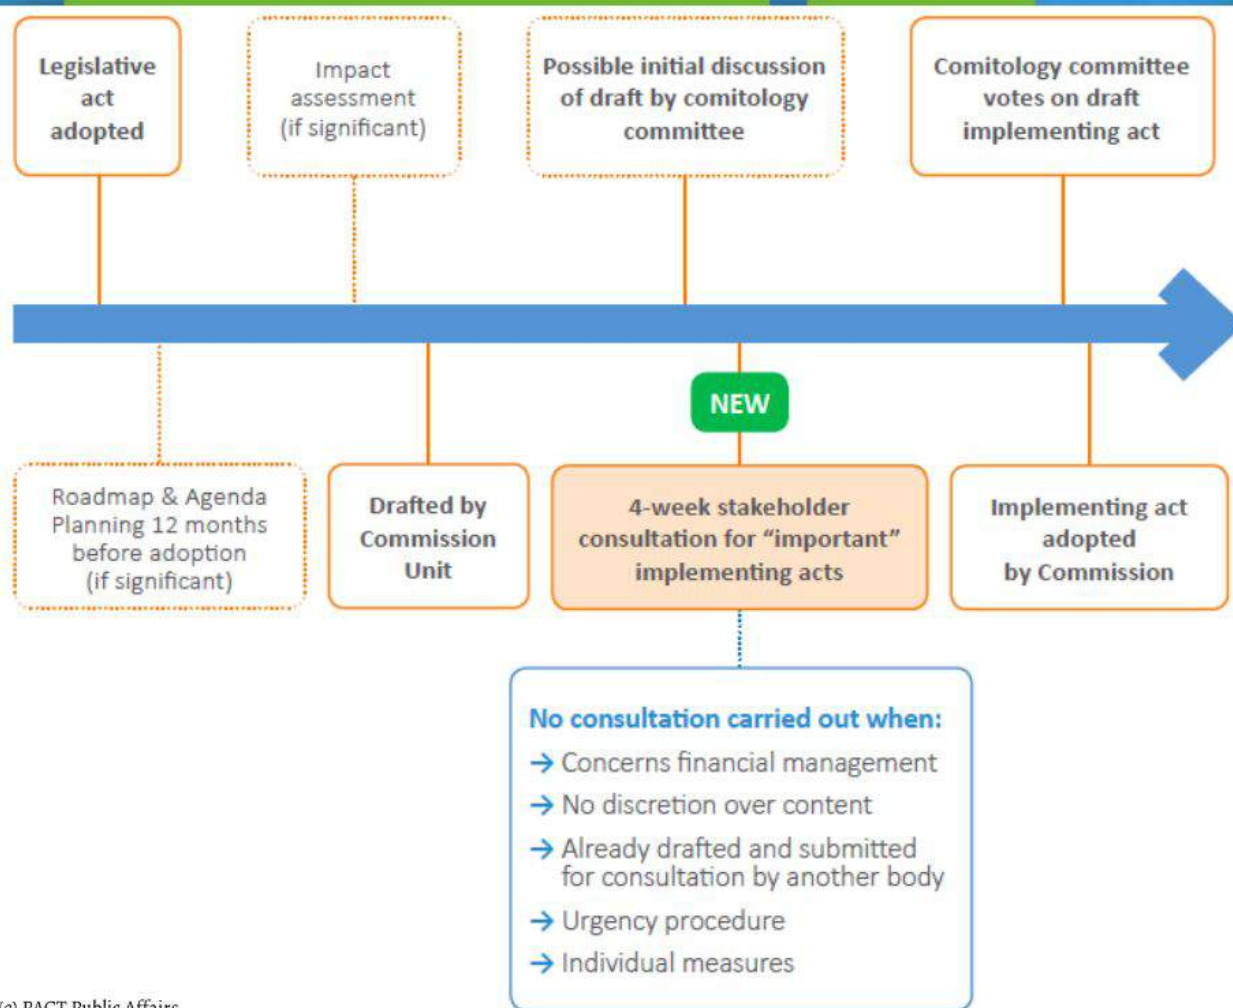 Legislative
act
adopted
Impact
assessment
(if significant)
Possible initial discussion
of draft by comitology
committee
Comitology committee
votes on draft
implementing act
NEW
Roadmap & Agenda
Planning 12 months
before adoption
(if significant)
Drafted by
Commission
Unit
4-week stakeholder
consultation for “important”
implementing acts
Implementing act
adopted
by Commission
No consultation carried out when:
→ Concerns financial management
→ No discretion over content
→ Already drafted and submitted
for consultation by another body
→ Urgency procedure
→ Individual measures
(c) PACT Public Affairs